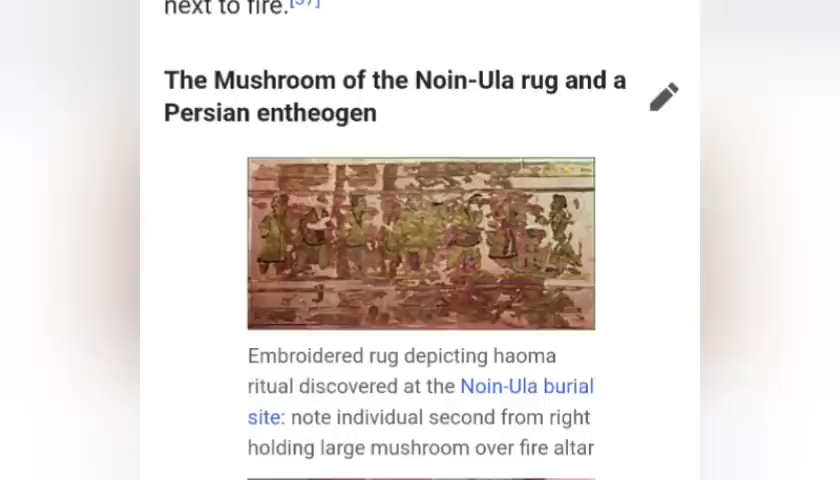 next to fire.[57]
The Mushroom of the Noin-Ula rug and a
Persian entheogen
Embroidered rug depicting haoma
ritual discovered at the Noin-Ula burial
site: note individual second from right
holding large mushroom over fire altar